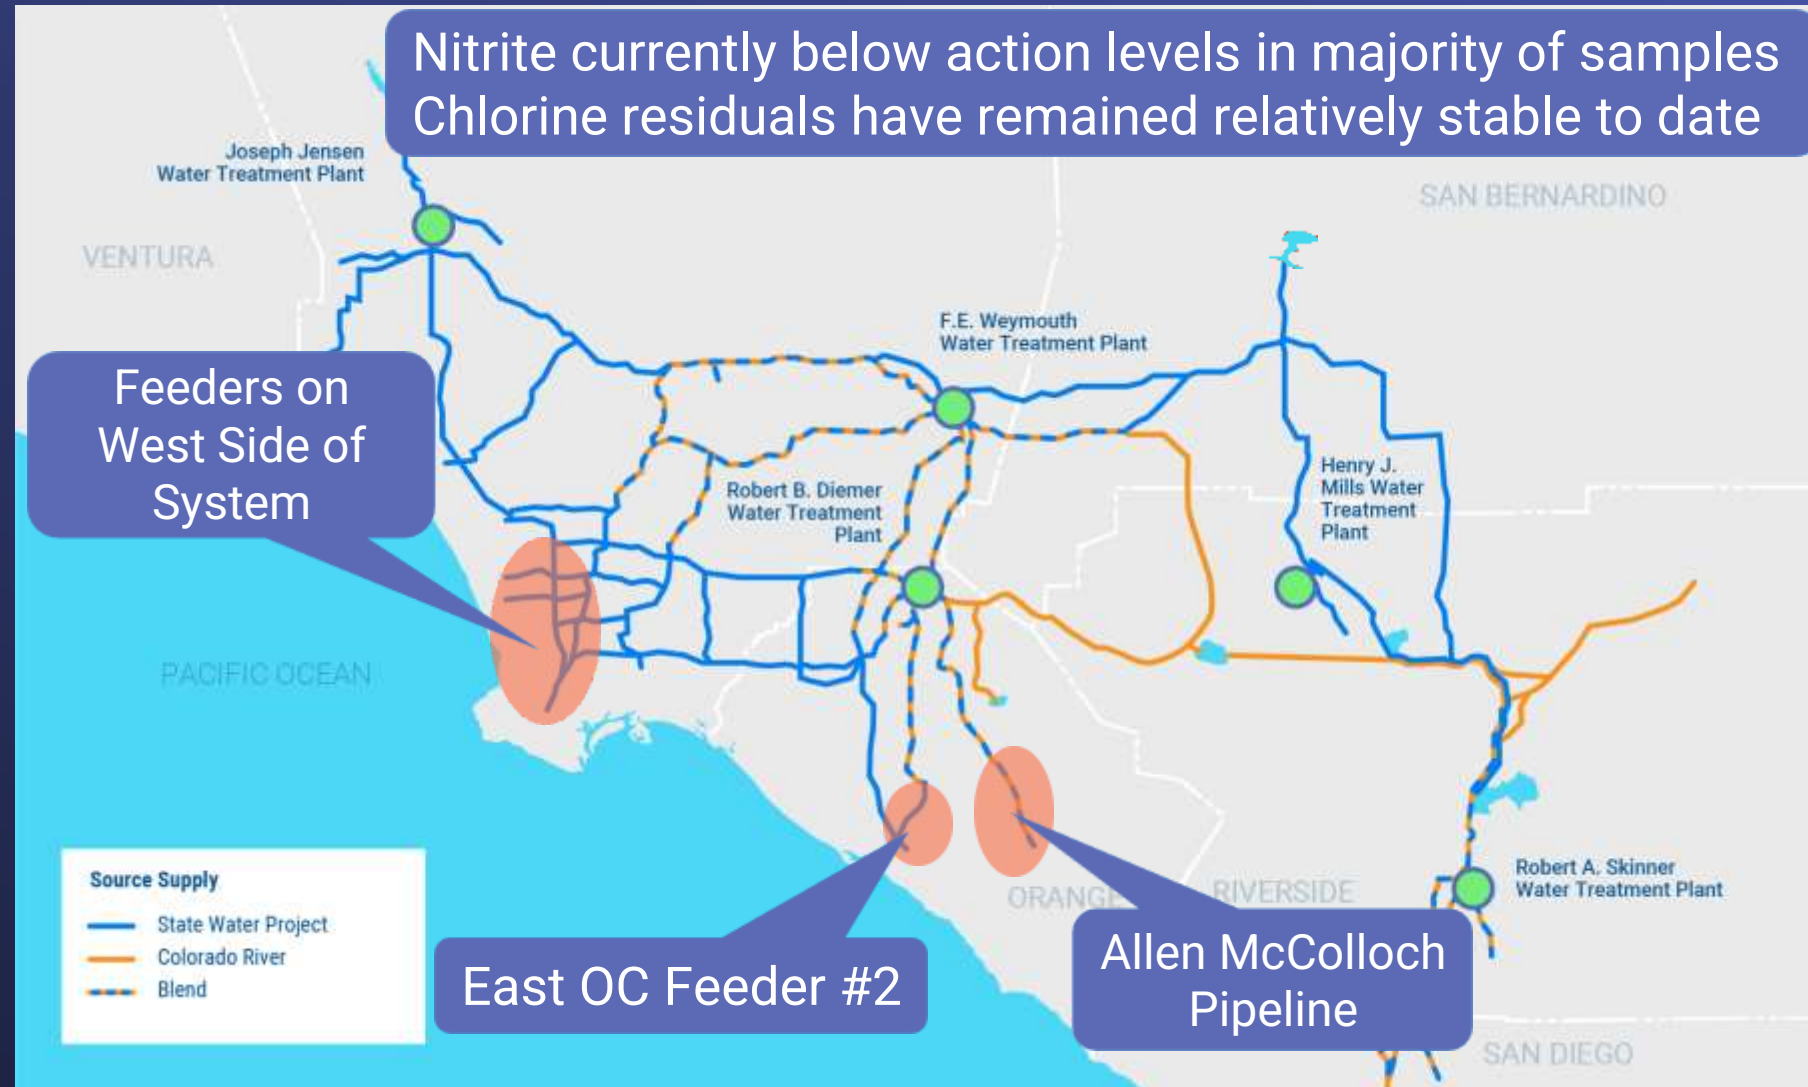 Nitrite currently below action levels in majority of samples
Chlorine residuals have remained relatively stable to date
Joseph Jensen
Water Treatment Plant
SAN BERNARDINO
VENTURA
F.E. Weymouth
Water Treatment Plant
Feeders on
West Side of
System
Henry J.
Mills Water
Treatment
Plant
Robert B. Diemer
Water Treatment
Plant
PACIFIC OCEAN
Source Supply
State Water Project
Colorado River
Blend
Robert A. Skinner
Water Treatment Plant
ORANGE
RIVERSIDE
East OC Feeder #2
Allen McColloch
Pipeline
SAN DIEGO